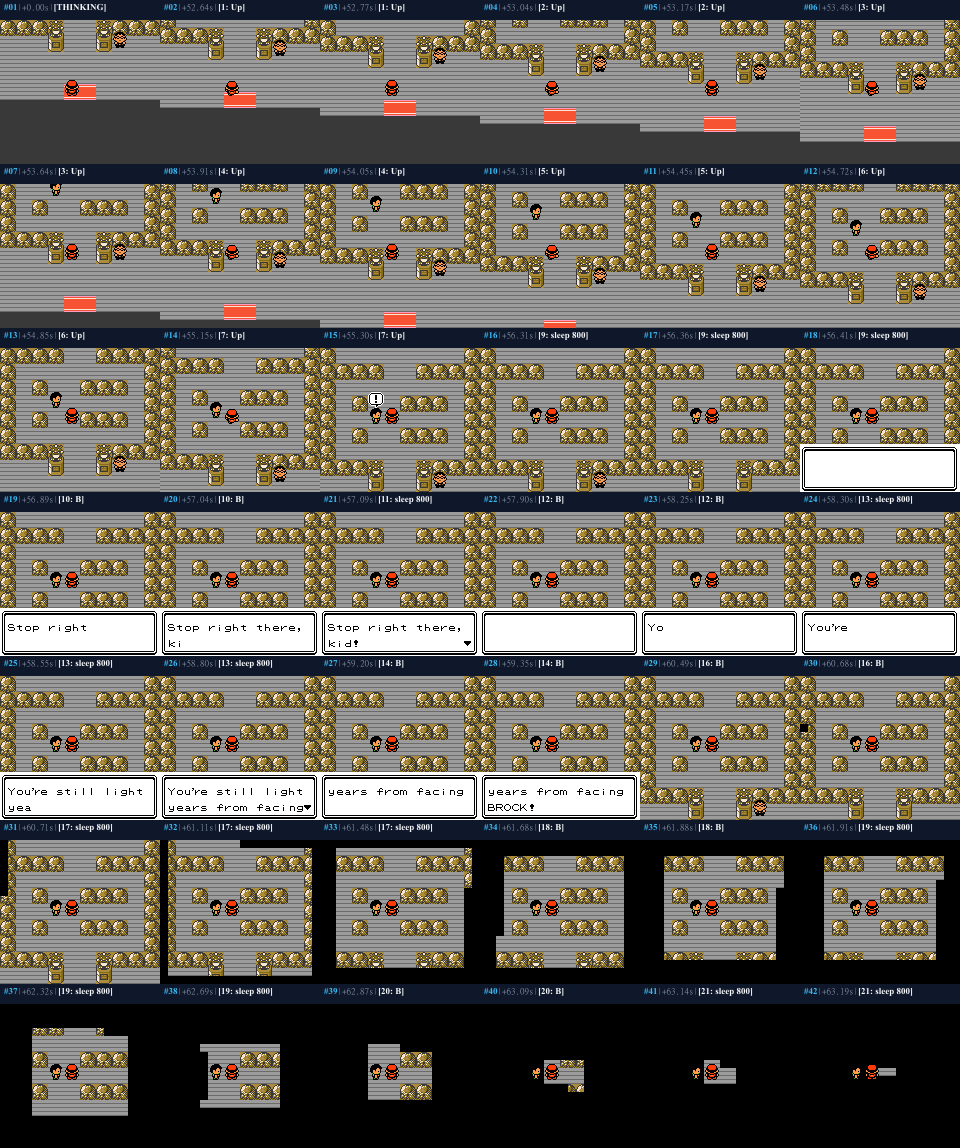 #01|+0.00s|[THINKING]
#02|+52.64s|[1: Up]
#03|+52.77s|[1: Up]
#04|+53.04s|[2: Up]
#05|+53.17s|[2: Up]
#06|+53.48s|[3: Up]
#07|+53.64s|[3: Up]
#08|+53.91s|[4: Up]
#09|+54.05s|[4: Up]
#10|+54.31s|[5: Up]
#11|+54.45s|[5: Up]
#12|+54.72s|[6: Up]
#13|+54.85s|[6: Up]
#14|+55.15s|[7: Up]
#15|+55.30s|[7: Up]
#16|+56.31s|[9: sleep 800]
#17|+56.36s|[9: sleep 800]
#18|+56.41s|[9: sleep 800]
!
#19|+56.89s|[10: B]
#20|+57.04s|[10: B]
#21|+57.09s|[11: sleep 800]
#22|+57.90s|[12: B]
#23|+58.25s|[12: B]
#24|+58.30s|[13: sleep 800]
Stop right
Stop right there,
ki
Stop right there,
kid!
Yo
You're
#25|+58.55s|[13: sleep 800]
#26|+58.80s|[13: sleep 800]
#27|+59.20s|[14: B]
#28|+59.35s|[14: B]
#29|+60.49s|[16: B]
#30|+60.68s|[16: B]
You're still light
yea
You're still light
years from facing
years from facing
years from facing
BROCK!
#31|+60.71s|[17: sleep 800]
#32|+61.11s|[17: sleep 800]
#33|+61.48s|[17: sleep 800]
#34|+61.68s|[18: B]
#35|+61.88s|[18: B]
#36|+61.91s|[19: sleep 800]
#37|+62.32s|[19: sleep 800]
#38|+62.69s|[19: sleep 800]
#39|+62.87s|[20: B]
#40|+63.09s|[20: B]
#41|+63.14s|[21: sleep 800]
#42|+63.19s|[21: sleep 800]